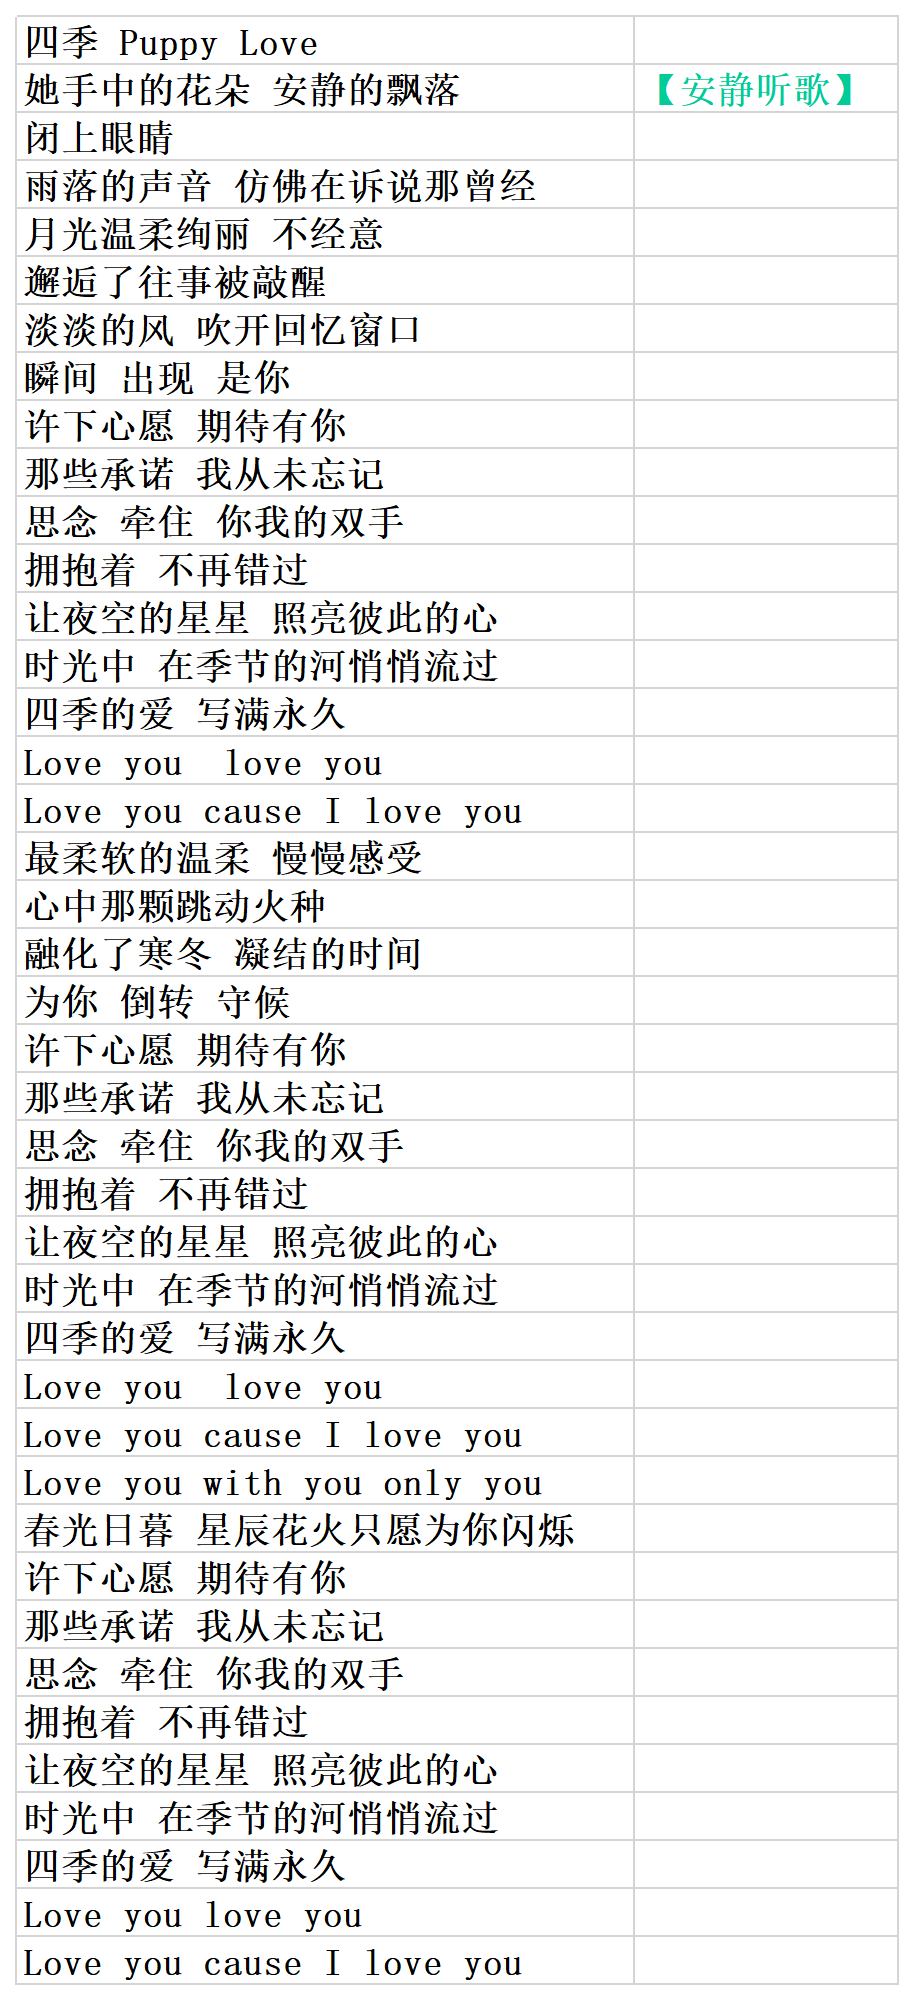 四季 Puppy Love
她手中的花朵 安静的飘落 【安静听歌】
闭上眼睛
雨落的声音 仿佛在诉说那曾经
月光温柔绚丽 不经意
邂逅了往事被敲醒
淡淡的风 吹开回忆窗口
瞬间 出现 是你
许下心愿 期待有你
那些承诺 我从未忘记
思念 牵住 你我的双手
拥抱着 不再错过
让夜空的星星 照亮彼此的心
时光中 在季节的河悄悄流过
四季的爱 写满永久
Love you  love you
Love you cause I love you
最柔软的温柔 慢慢感受
心中那颗跳动火种
融化了寒冬 凝结的时间
为你 倒转 守候
许下心愿 期待有你
那些承诺 我从未忘记
思念 牵住 你我的双手
拥抱着 不再错过
让夜空的星星 照亮彼此的心
时光中 在季节的河悄悄流过
四季的爱 写满永久
Love you  love you
Love you cause I love you
Love you with you only you
春光日暮 星辰花火只愿为你闪烁
许下心愿 期待有你
那些承诺 我从未忘记
思念 牵住 你我的双手
拥抱着 不再错过
让夜空的星星 照亮彼此的心
时光中 在季节的河悄悄流过
四季的爱 写满永久
Love you love you
Love you cause I love you